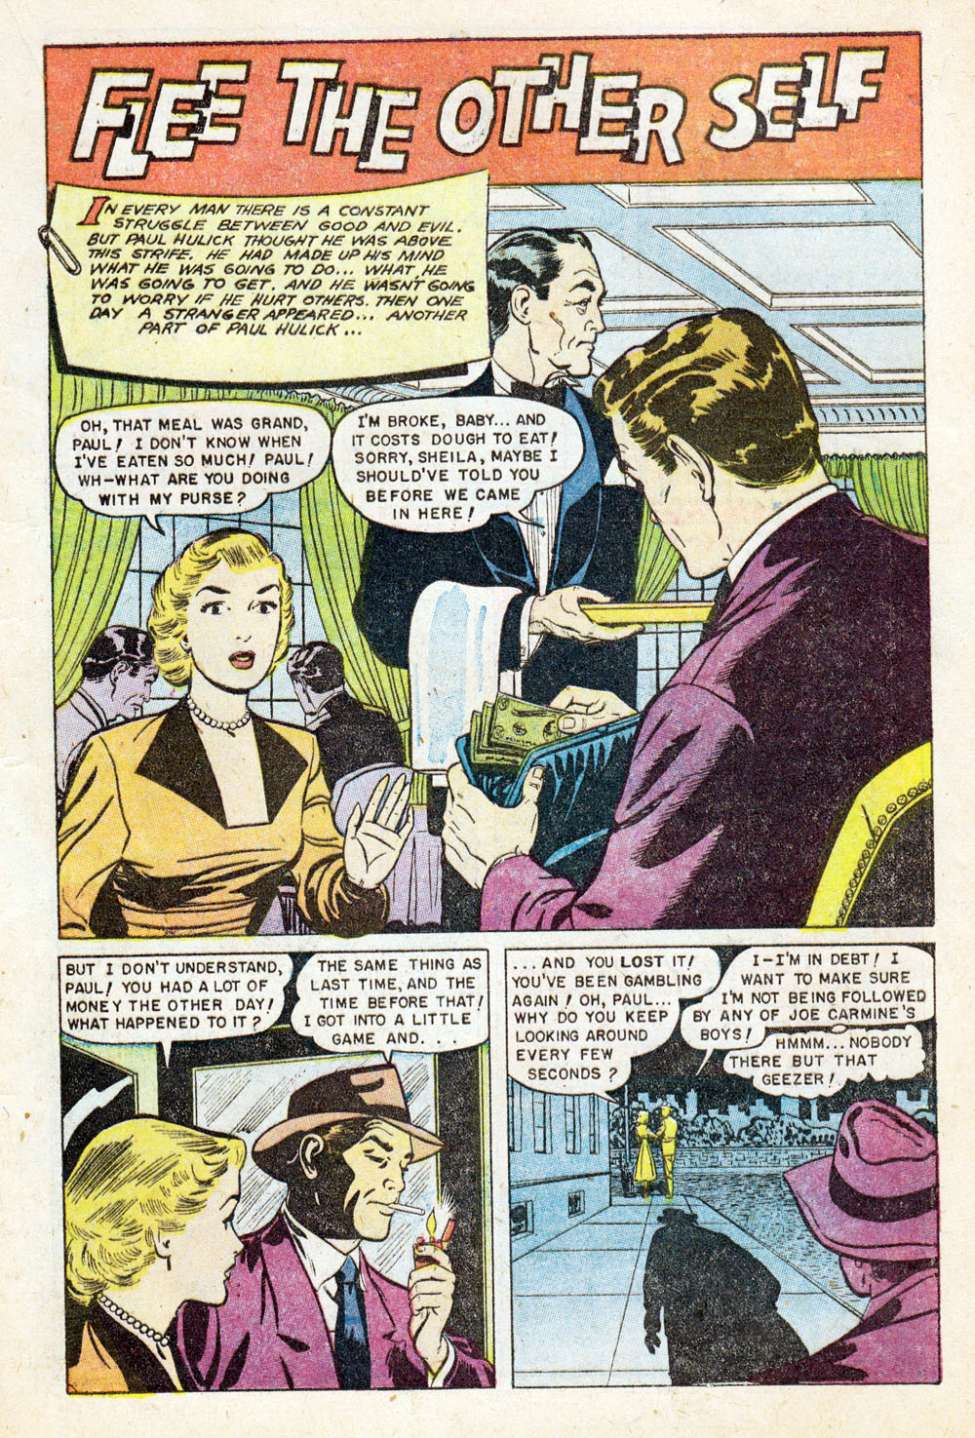 FLEE THE OTHER SELF
IN EVERY MAN THERE IS A CONSTANT
STRUGGLE BETWEEN GOOD AND EVIL.
BUT PAUL HULICK THOUGHT HE WAS ABOVE
THIS STRIFE. HE HAD MADE UP HIS MIND
WHAT HE WAS GOING TO DO... WHAT HE
WAS GOING TO GET. AND HE WASN'T GOING
TO WORRY IF HE HURT OTHERS. THEN ONE
DAY A STRANGER APPEARED... ANOTHER
PART OF PAUL HULICK...
OH, THAT MEAL WAS GRAND,
PAUL! I DON'T KNOW WHEN
I'VE EATEN SO MUCH! PAUL!
WH-WHAT ARE YOU DOING
WITH MY PURSE?
I'M BROKE, BABY... AND
IT COSTS DOUGH TO EAT!
SORRY, SHEILA, MAYBE I
SHOULD'VE TOLD YOU
BEFORE WE CAME
IN HERE!
BUT I DON'T UNDERSTAND,
PAUL! YOU HAD A LOT OF
MONEY THE OTHER DAY!
WHAT HAPPENED TO IT?
THE SAME THING AS
LAST TIME, AND THE
TIME BEFORE THAT!
I GOT INTO A LITTLE
GAME AND. . .
...AND YOU LOST IT!
YOU'VE BEEN GAMBLING
AGAIN! OH, PAUL...
WHY DO YOU KEEP
LOOKING AROUND
EVERY FEW
SECONDS?
I-I'M IN DEBT! I
WANT TO MAKE SURE
I'M NOT BEING FOLLOWED
BY ANY OF JOE CARMINE'S
BOYS!
HMMM... NOBODY
THERE BUT THAT
GEEZER!